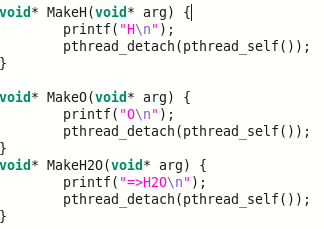 void* MakeH(void* arg) {
        printf("H\n");
        pthread_detach(pthread_self());
}

void* MakeO(void* arg) {
        printf("O\n");
        pthread_detach(pthread_self());
}
void* MakeH2O(void* arg) {
        printf("=>H2O\n");
        pthread_detach(pthread_self());
}